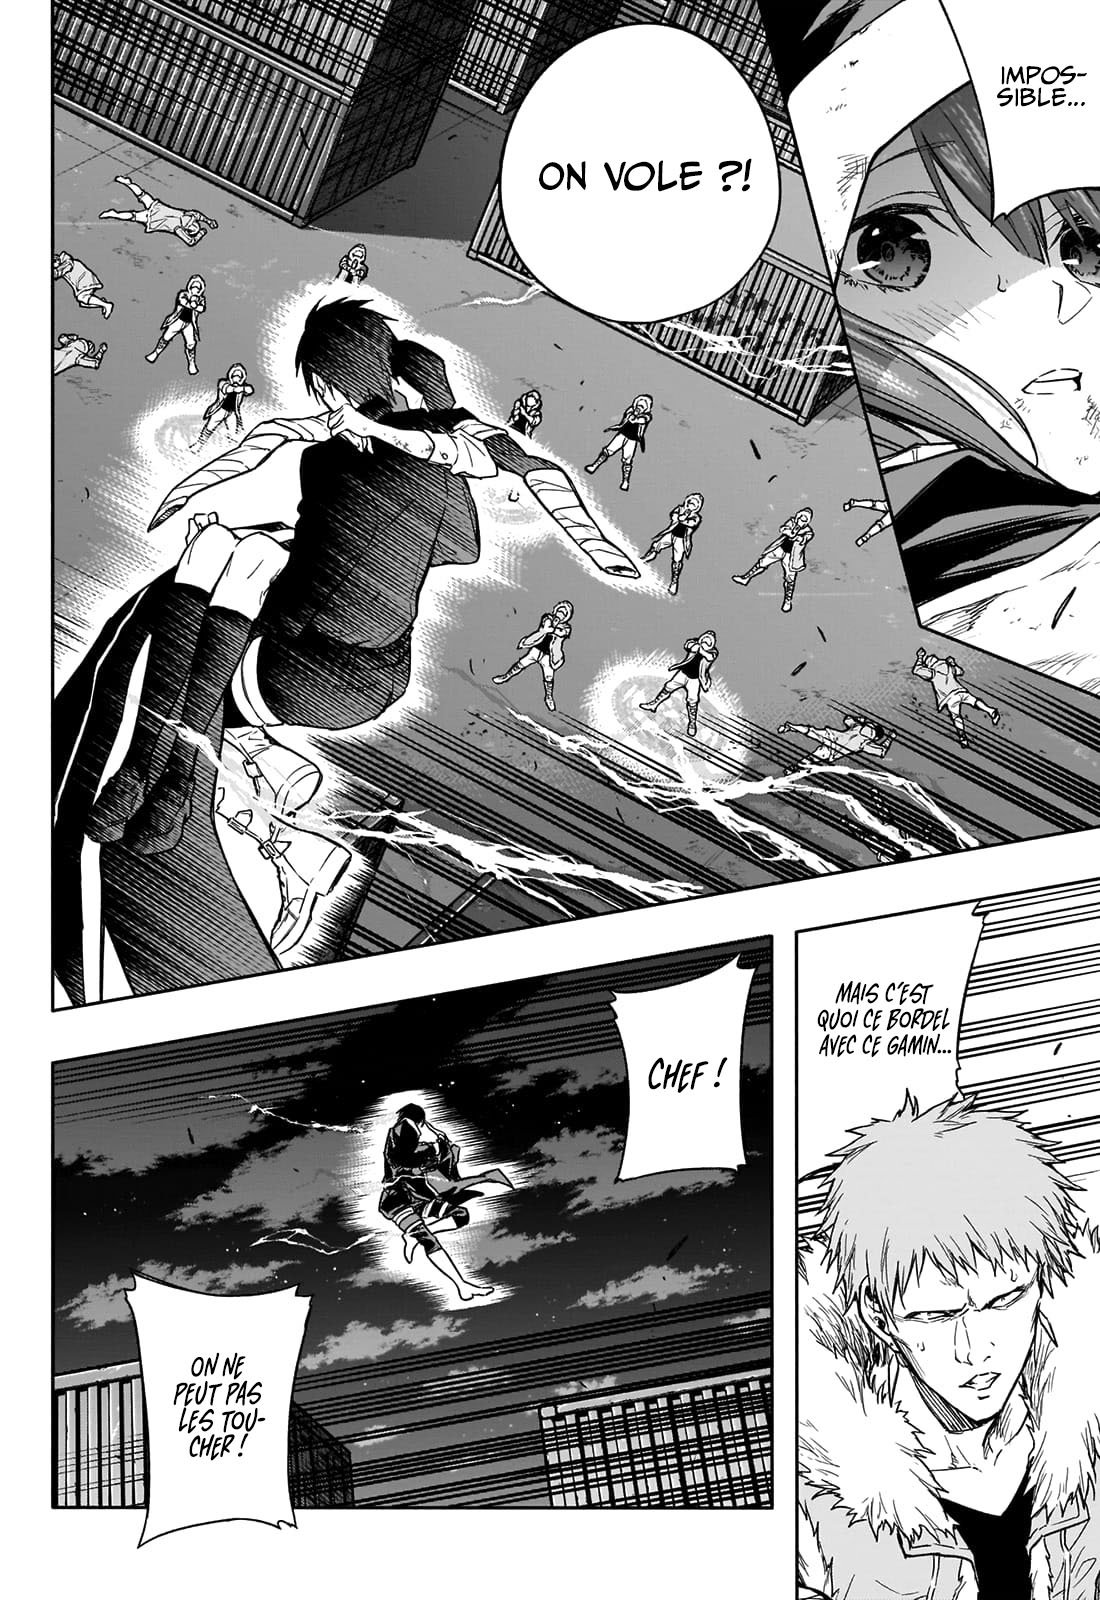 IMPOS-
SIBLE...
ON VOLE ?!
MAIS C'EST
QUOI CE BORDEL
AVEC CE GAMIN...
CHEF !
ON NE
PEUT PAS
LES TOU-
CHER !